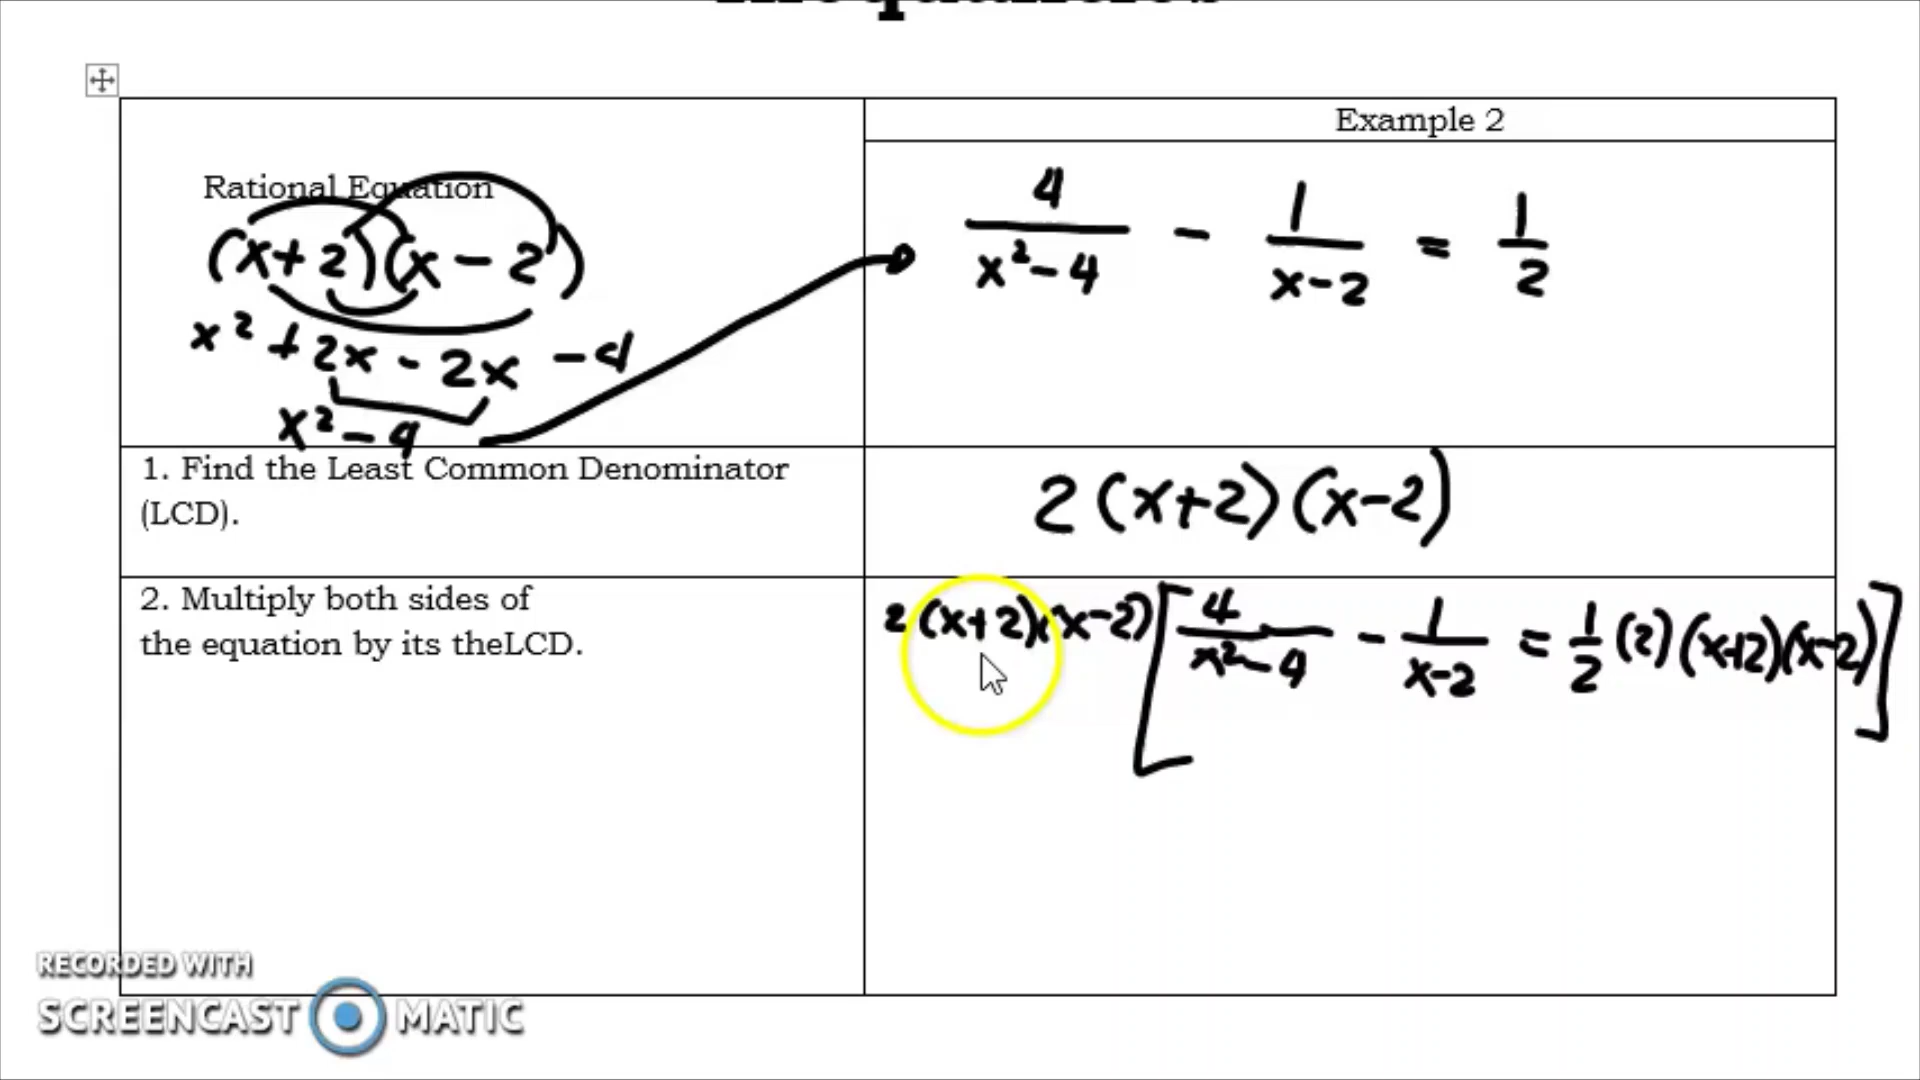 Example 2
Rational Equation
(x+2)(x-2)
x² + 2x - 2x - 4
x² - 4
4/(x²-4) - 1/(x-2) = 1/2
1. Find the Least Common Denominator
(LCD).
2(x+2)(x-2)
2. Multiply both sides of
the equation by its theLCD.
2(x+2)(x-2)[4/(x²-4) - 1/(x-2) = 1/2 (2)(x+2)(x-2)]
RECORDED WITH
SCREENCAST MATIC